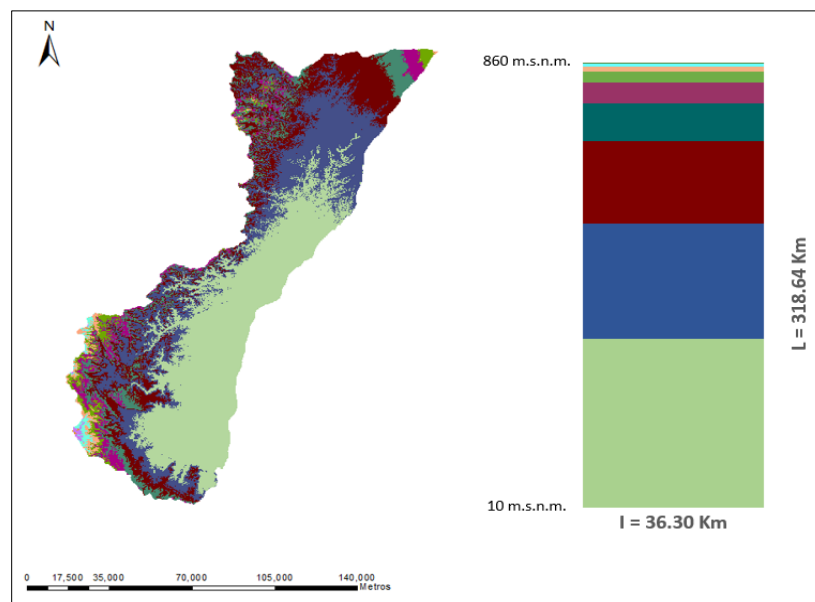 N
860 m.s.n.m.
L = 318.64 Km
10 m.s.n.m.
l = 36.30 Km
0 17,500 35,000 70,000 105,000 140,000
Metros